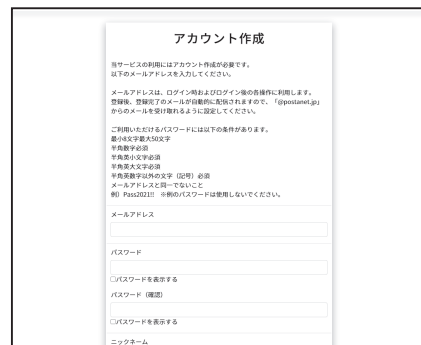 アカウント作成
当サービスの利用にはアカウント作成が必要です。
以下のメールアドレスを入力してください。
メールアドレスは、ログイン時およびログイン後の各操作に利用します。
登録後、登録完了のメールが自動的に配信されますので、「@postanet.jp」
からのメールを受け取れるように設定してください。
ご利用いただけるパスワードには以下の条件があります。
最小8文字最大50文字
半角数字必須
半角英小文字必須
半角英大文字必須
半角英数字以外の文字（記号）必須
メールアドレスと同一でないこと
例）Pass2021!! ※例のパスワードは使用しないでください。
メールアドレス
パスワード
パスワードを表示する
パスワード（確認）
パスワードを表示する
ニックネーム